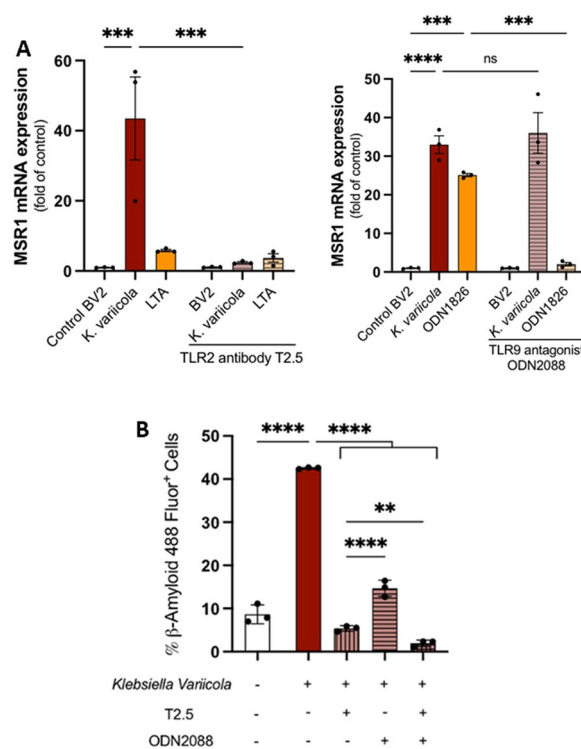 A
MSR1 mRNA expression
(fold of control)
60
40
20
0
***
***
Control BV2
K. variicola
LTA
BV2
K. variicola
LTA
TLR2 antibody T2.5
MSR1 mRNA expression
(fold of control)
50
40
30
20
10
0
***
***
****
ns
Control BV2
K. variicola
ODN1826
BV2
K. variicola
ODN1826
TLR9 antagonist
ODN2088
B
% β-Amyloid 488 Fluor+ Cells
50
40
30
20
10
0
****
****
**
****
Klebsiella Variicola - + + + +
T2.5 - - + - +
ODN2088 - - - + +